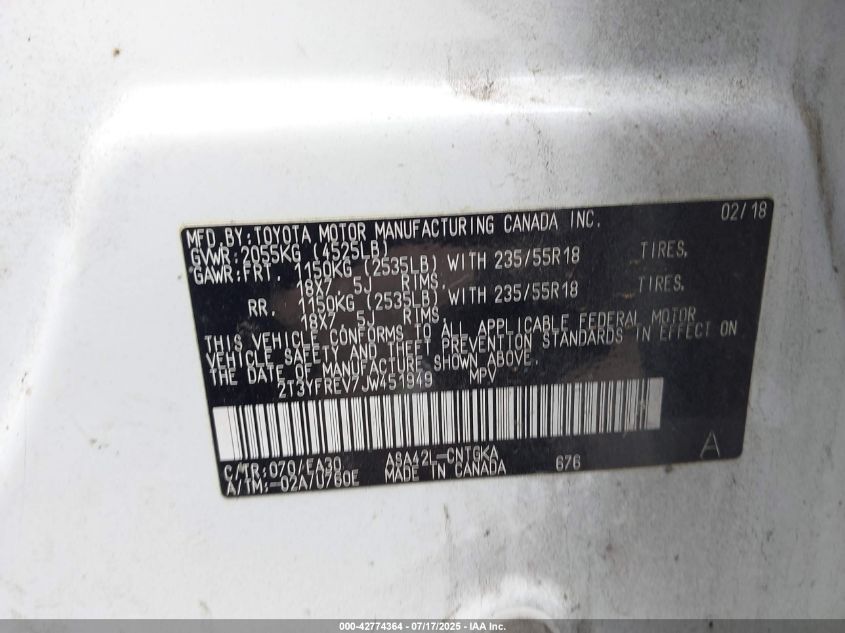 02/18
MFD. BY: TOYOTA MOTOR MANUFACTURING CANADA INC.
GVWR: 2055KG (4525LB)
GAWR: FRT. 1150KG (2535LB) WITH 235/55R18 TIRES,
18X7.5J RIMS.
RR. 1150KG (2535LB) WITH 235/55R18 TIRES,
18X7.5J RIMS.
THIS VEHICLE CONFORMS TO ALL APPLICABLE FEDERAL MOTOR
VEHICLE SAFETY AND THEFT PREVENTION STANDARDS IN EFFECT ON
THE DATE OF MANUFACTURE SHOWN ABOVE.
2T3YFREV7JW451949 MPV
C/TR: 070/EA30 ASA42L-CNTGKA 676
A/TM: -02A/U760E MADE IN CANADA
A
000-42774364 - 07/17/2025 - IAA Inc.